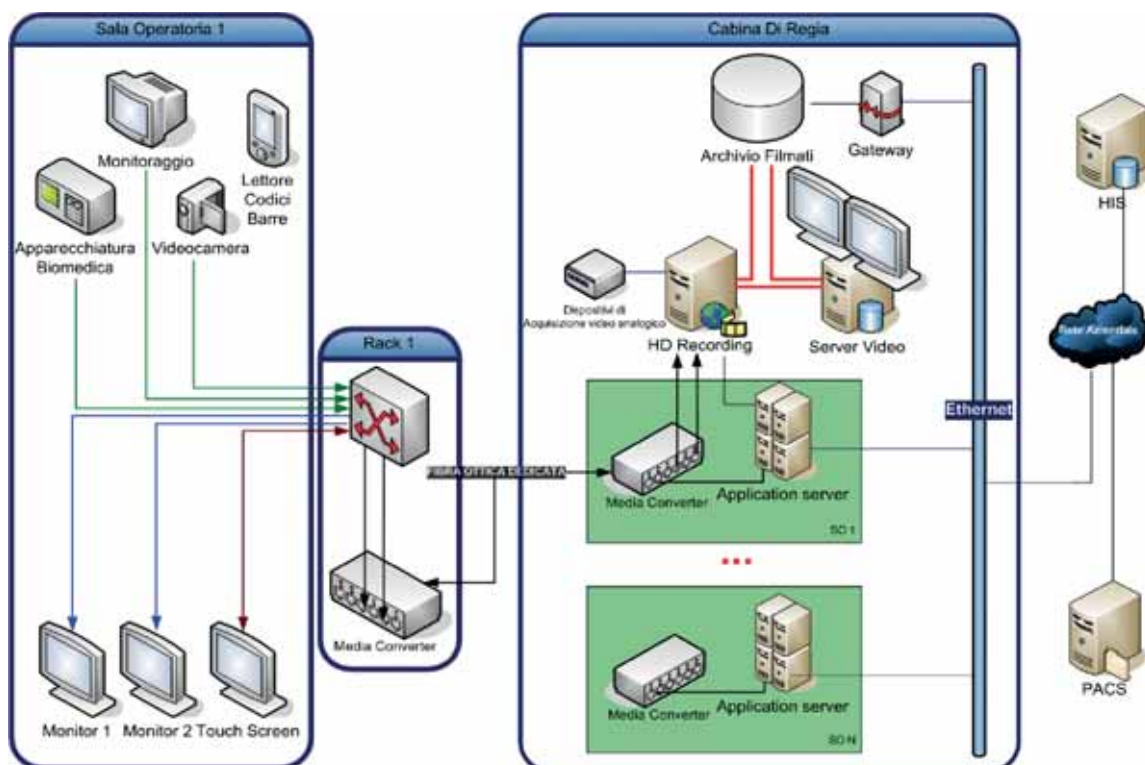 Sala Operatoria 1
Monitoraggio
Lettore
Codici
Barre
Apparecchiatura
Biomedica
Videocamera
Monitor 1
Monitor 2
Touch Screen
Rack 1
Media Converter
FIBRA OTTICA DEDICATA
Cabina Di Regia
Archivio Filmati
Gateway
Dispositivi di
Acquisizione video analogico
HD Recording
Server Video
Media Converter
Application server
SO 1
...
Media Converter
Application server
SO N
Ethernet
HIS
Rete Aziendale
PACS